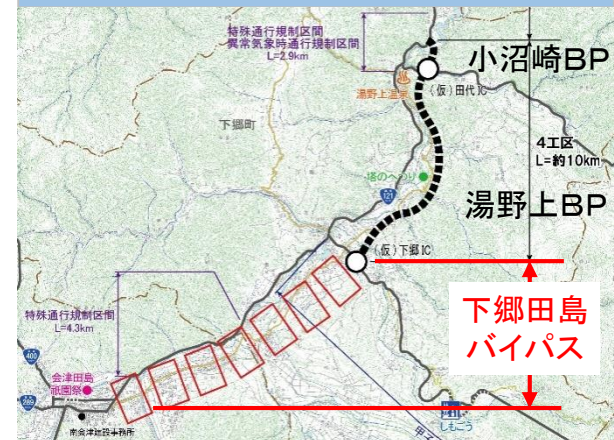 特殊通行規制区間
異常気象時通行規制区間
L=2.9km
小沼崎BP
(仮)田代IC
湯野上温泉
下郷町
4工区
L=約10km
塔のへつり
121
湯野上BP
(仮)下郷IC
下郷田島
バイパス
特殊通行規制区間
L=4.3km
400
会津田島
祇園祭
289
南会津建設事務所
しもごう
甲